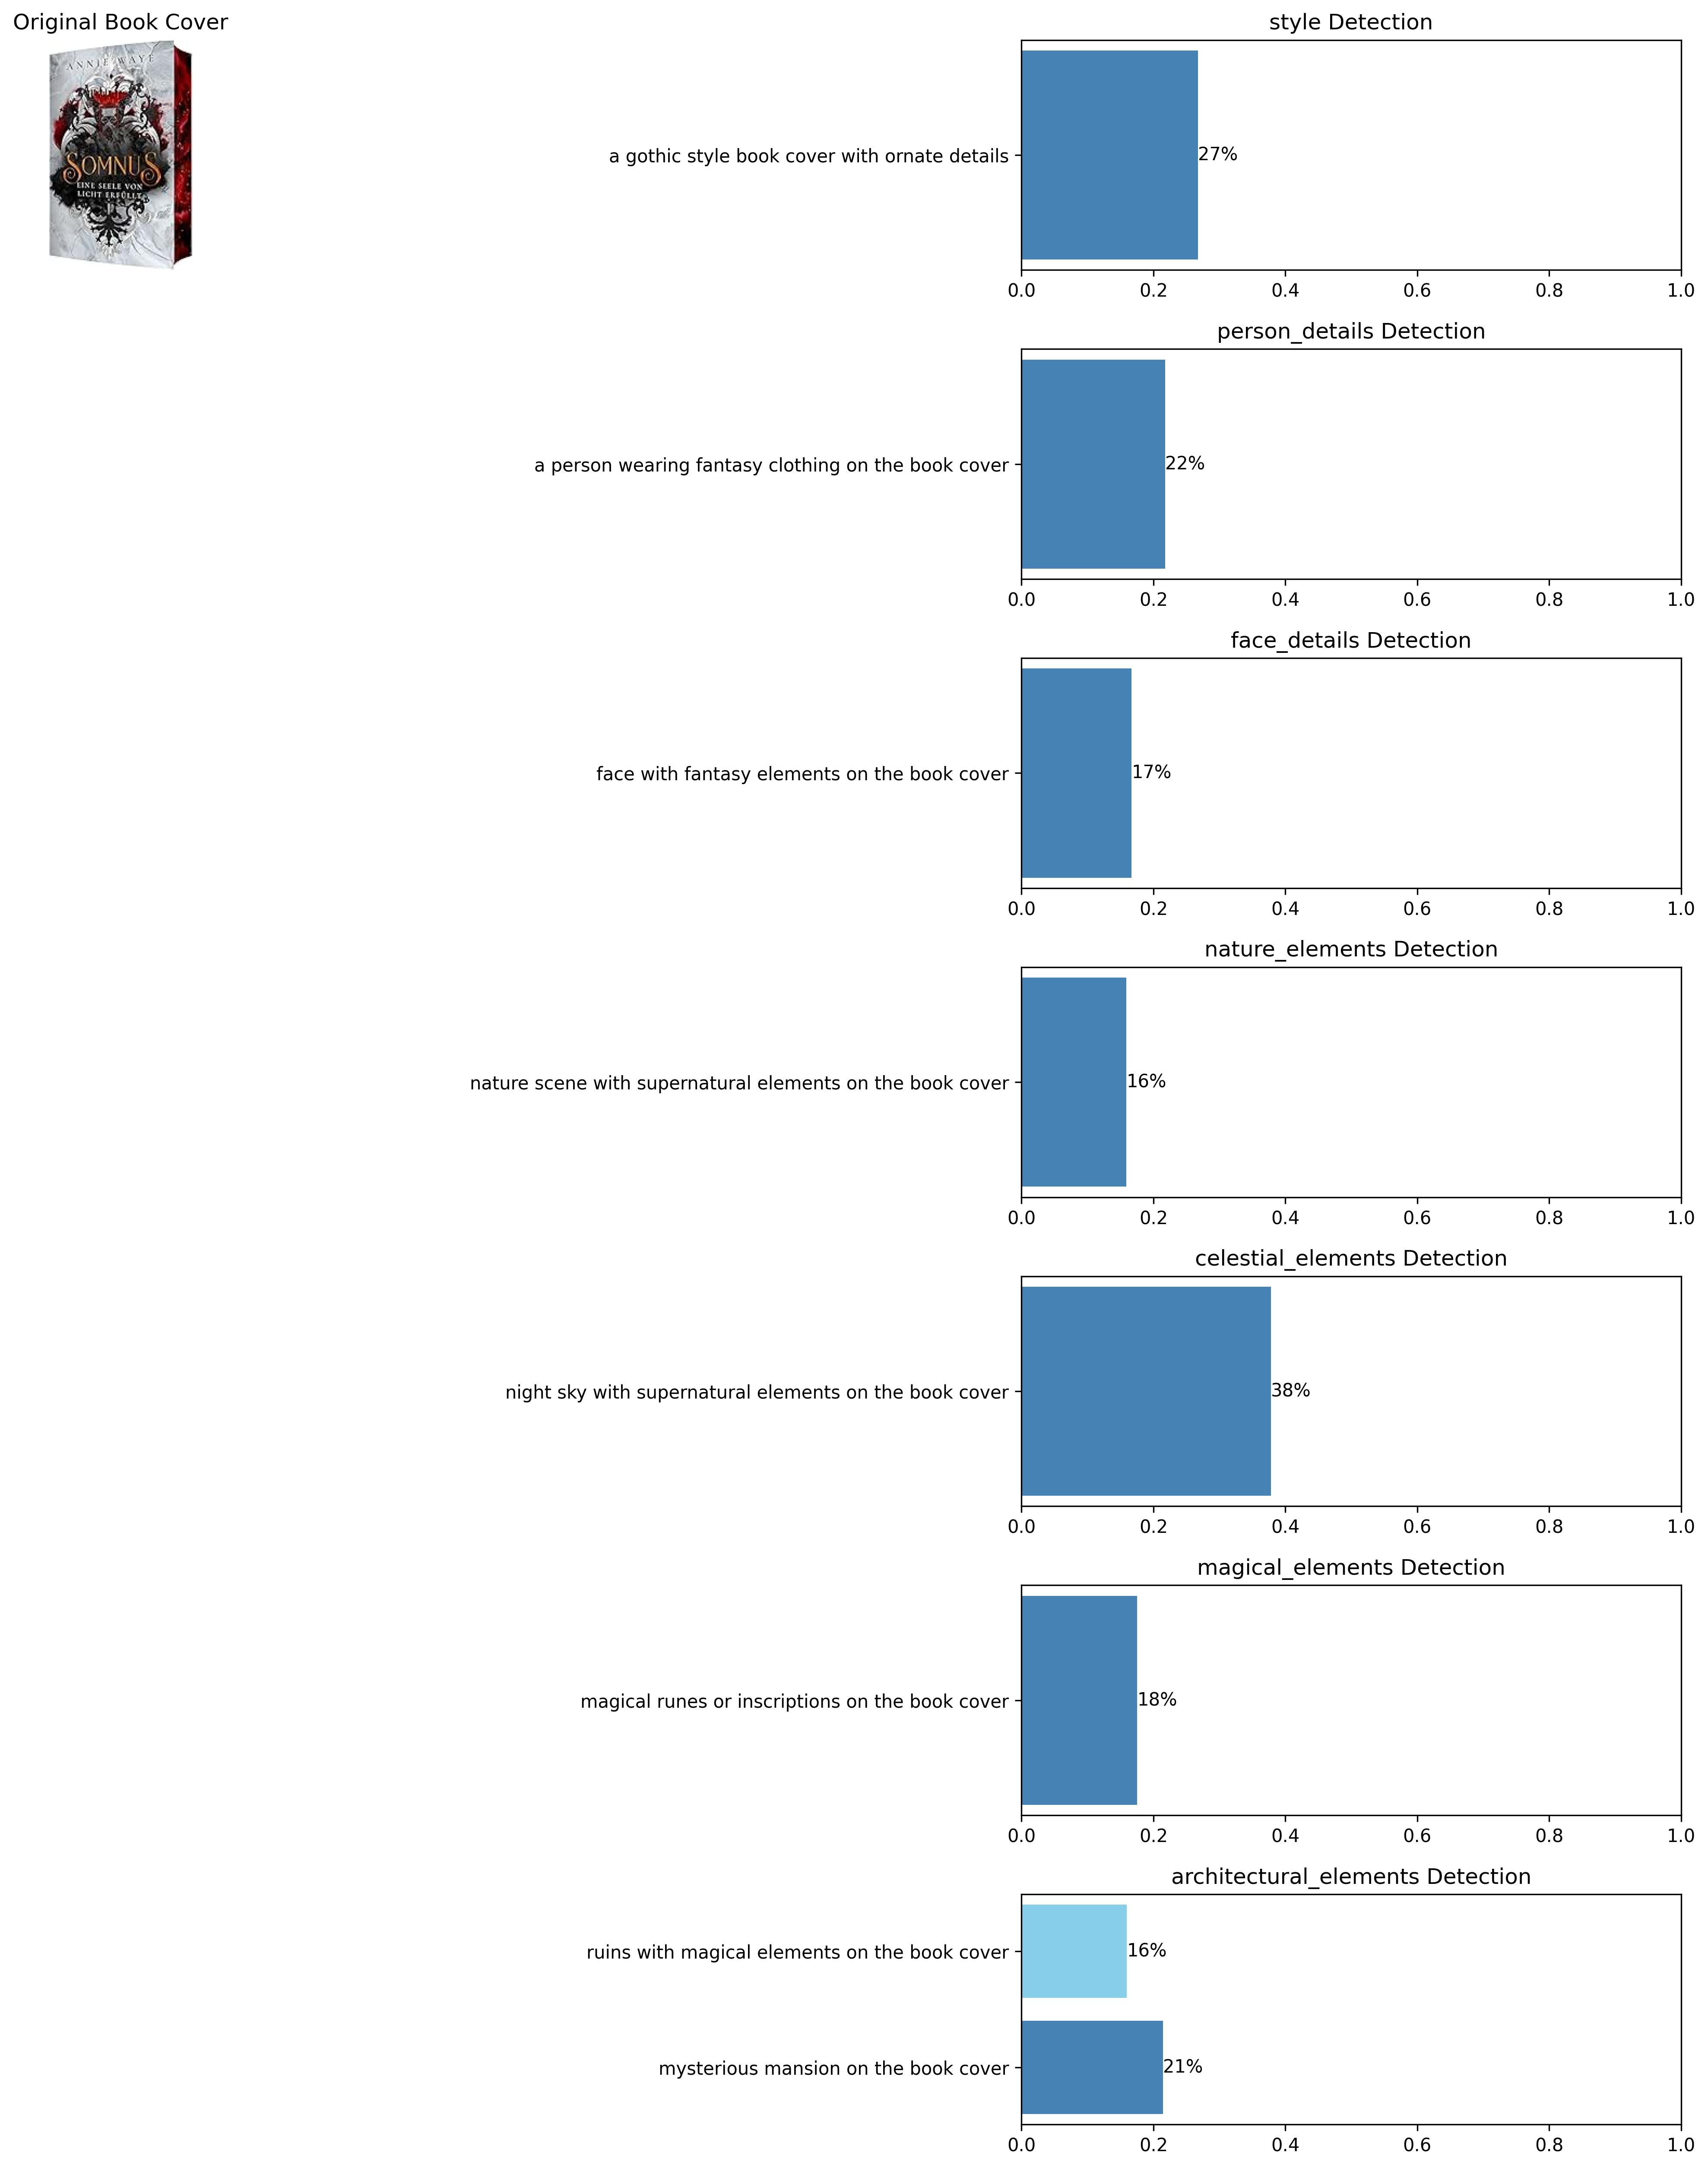 Original Book Cover
ANNIE WAYE
SOMNUS
EINE SEELE VON
LICHT ERFÜLLT
style Detection
a gothic style book cover with ornate details
27%
0.0 0.2 0.4 0.6 0.8 1.0
person_details Detection
a person wearing fantasy clothing on the book cover
22%
0.0 0.2 0.4 0.6 0.8 1.0
face_details Detection
face with fantasy elements on the book cover
17%
0.0 0.2 0.4 0.6 0.8 1.0
nature_elements Detection
nature scene with supernatural elements on the book cover
16%
0.0 0.2 0.4 0.6 0.8 1.0
celestial_elements Detection
night sky with supernatural elements on the book cover
38%
0.0 0.2 0.4 0.6 0.8 1.0
magical_elements Detection
magical runes or inscriptions on the book cover
18%
0.0 0.2 0.4 0.6 0.8 1.0
architectural_elements Detection
ruins with magical elements on the book cover
16%
mysterious mansion on the book cover
21%
0.0 0.2 0.4 0.6 0.8 1.0